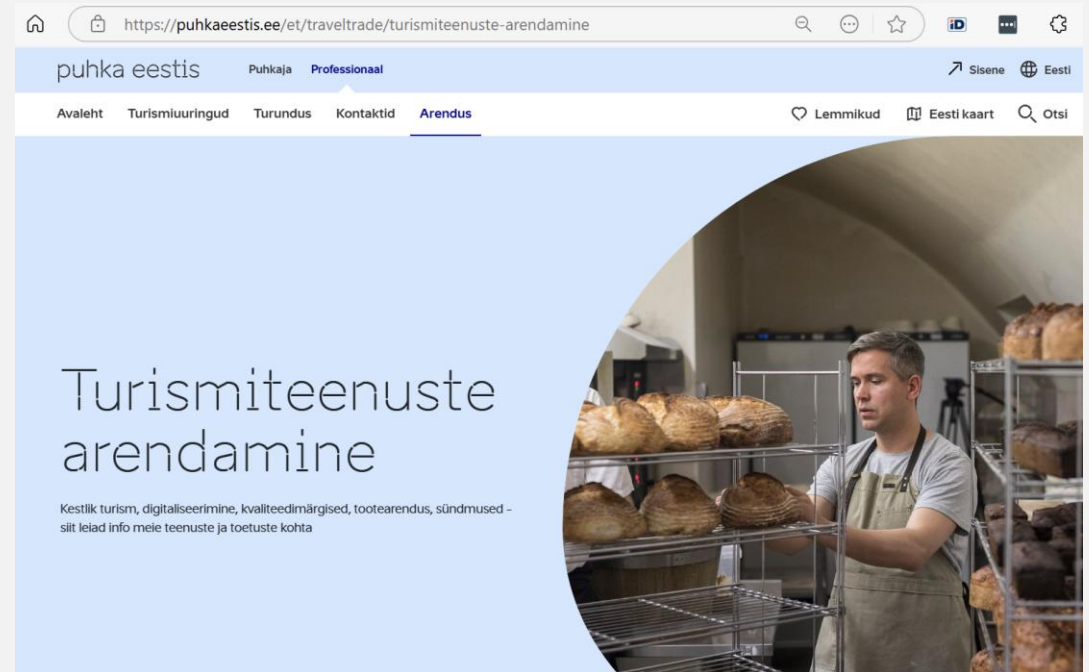 https://puhkaeestis.ee/et/traveltrade/turismiteenuste-arendamine
iD
puhka eestis Puhkaja Professionaal Sisene Eesti
Avaleht Turismiuuringud Turundus Kontaktid Arendus Lemmikud Eesti kaart Otsi
Turismiteenuste
arendamine
Kestlik turism, digitaliseerimine, kvaliteedimärgised, tootearendus, sündmused -
siit leiad info meie teenuste ja toetuste kohta